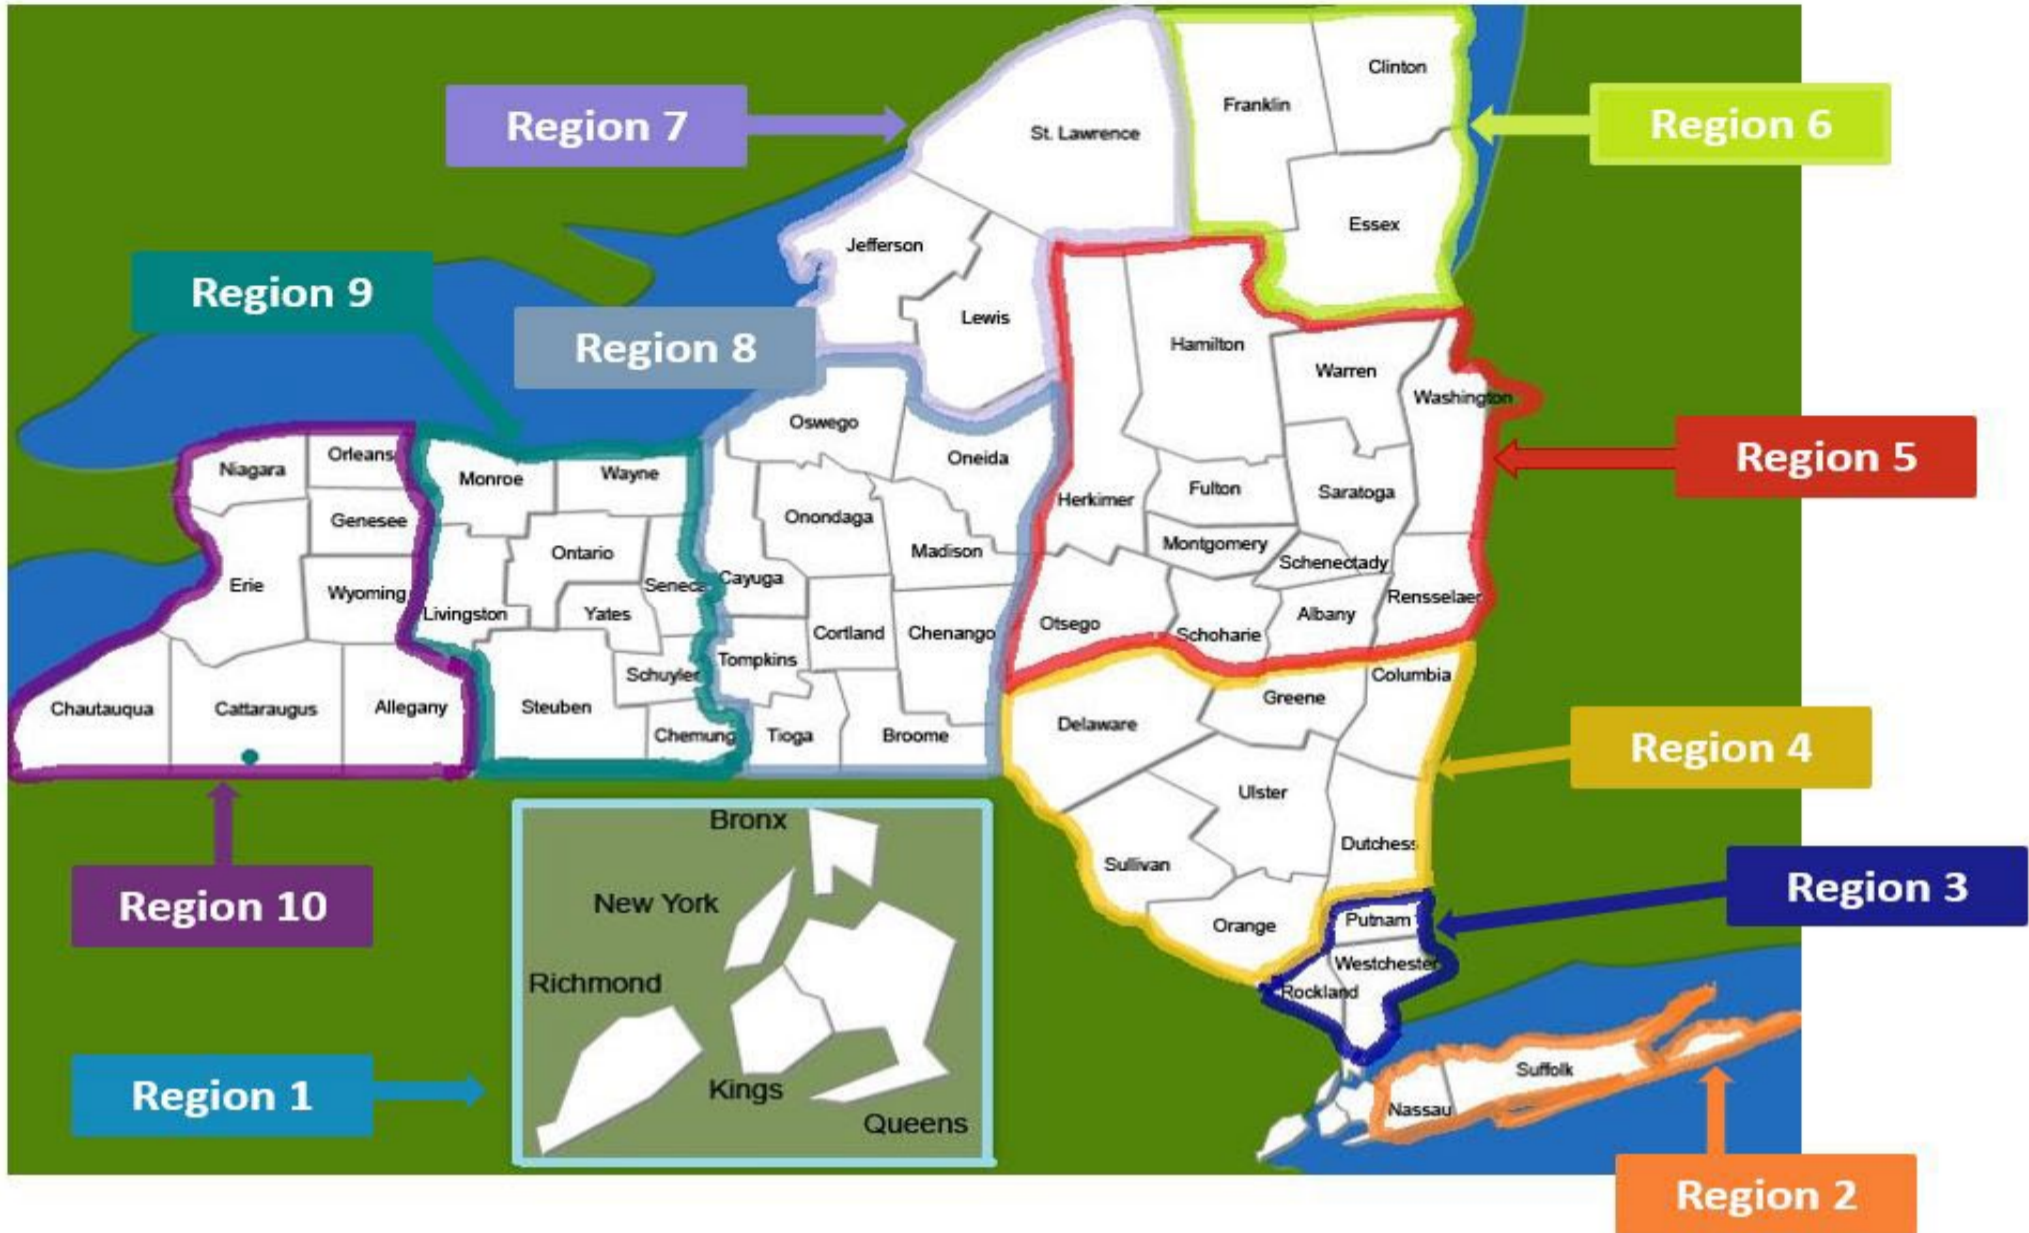 Clinton
Franklin
Region 7
Region 6
St. Lawrence
Essex
Jefferson
Region 9
Lewis
Region 8
Hamilton
Warren
Washington
Oswego
Orleans
Niagara
Monroe
Wayne
Oneida
Region 5
Herkimer
Fulton
Saratoga
Genesee
Onondaga
Ontario
Madison
Montgomery
Schenectady
Erie
Wyoming
Seneca
Cayuga
Livingston
Yates
Rensselaer
Albany
Otsego
Schoharie
Cortland
Chenango
Tompkins
Schuyler
Columbia
Greene
Chautauqua
Cattaraugus
Allegany
Steuben
Delaware
Chemung
Tioga
Broome
Region 4
Ulster
Bronx
Dutchess
Sullivan
Region 3
Region 10
New York
Orange
Putnam
Westchester
Richmond
Rockland
Suffolk
Region 1
Kings
Nassau
Queens
Region 2